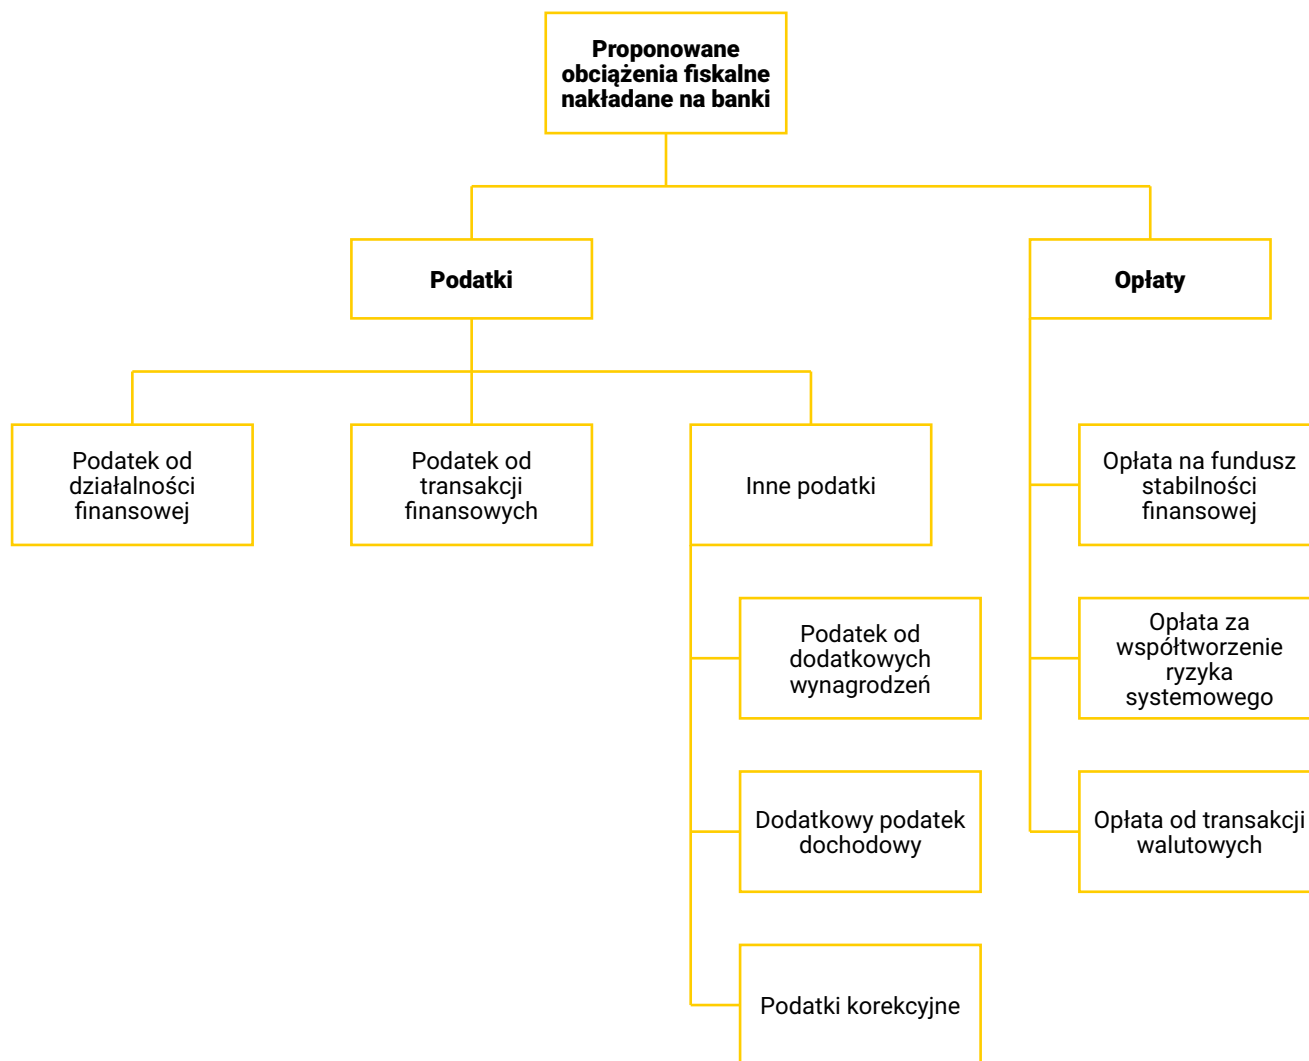 Proponowane
obciążenia fiskalne
nakładane na banki
Podatki
Opłaty
Podatek od
działalności
finansowej
Podatek od
transakcji
finansowych
Inne podatki
Opłata na fundusz
stabilności
finansowej
Podatek od
dodatkowych
wynagrodzeń
Opłata za
współtworzenie
ryzyka
systemowego
Dodatkowy podatek
dochodowy
Opłata od transakcji
walutowych
Podatki korekcyjne